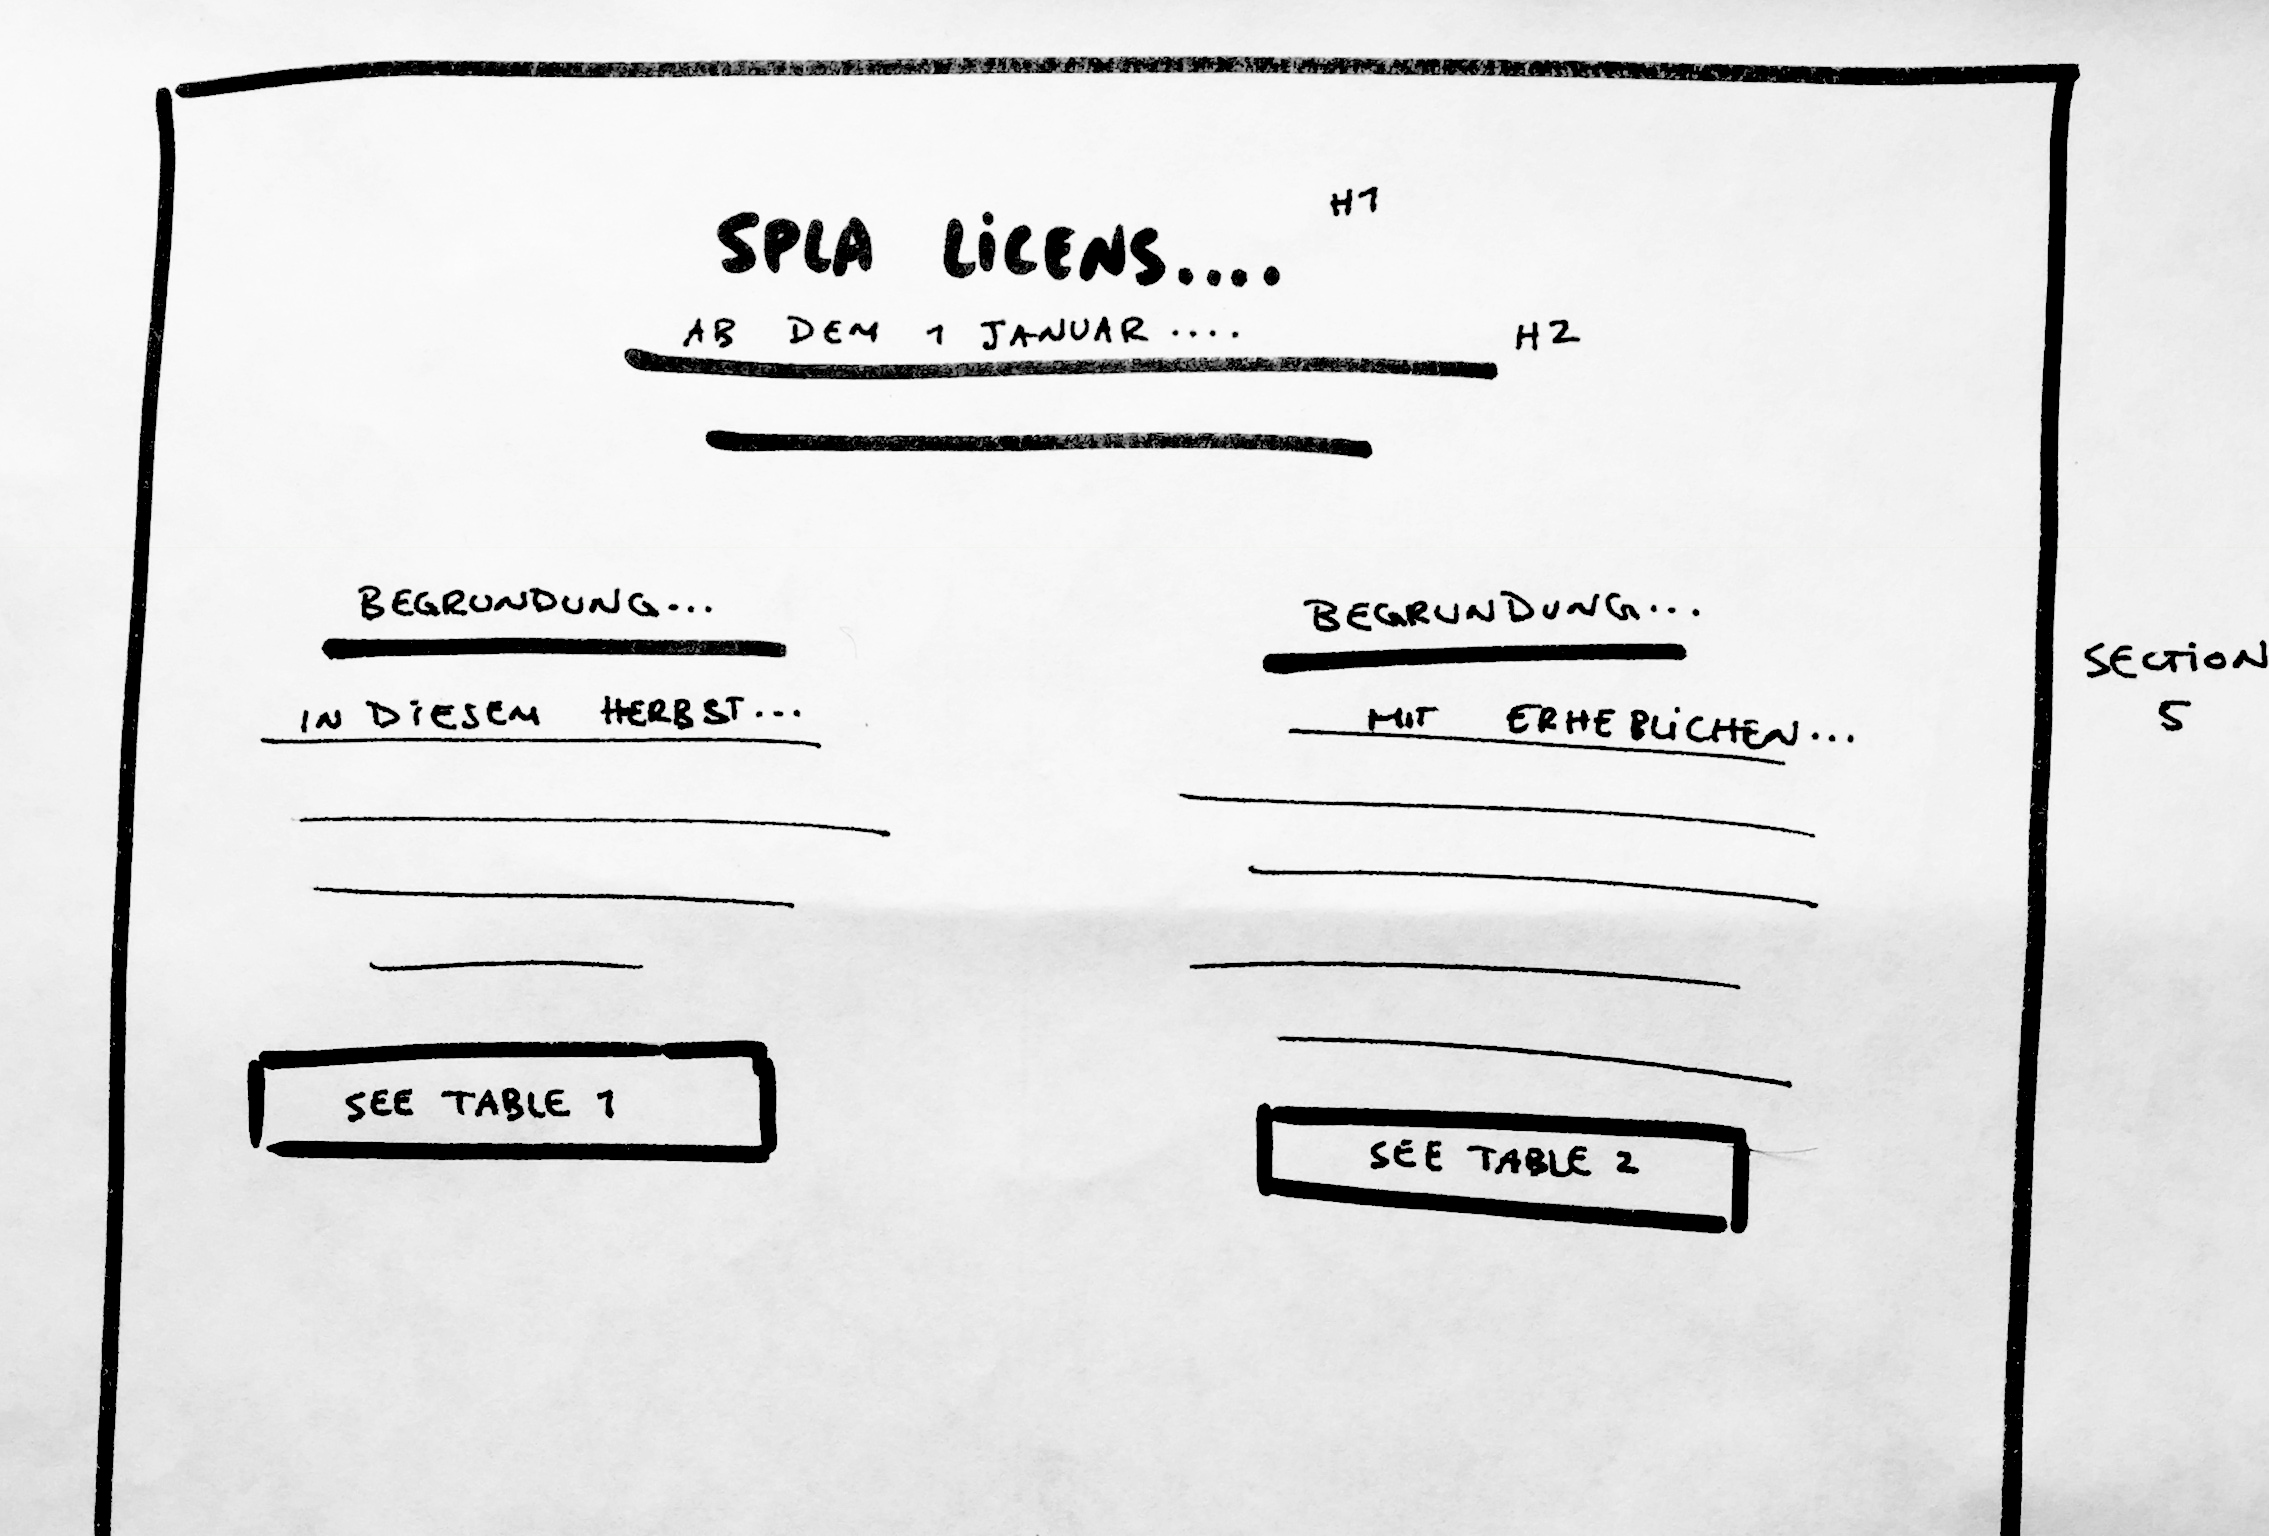 H1
SPLA LiCENS....
AB DEM 1 JANUAR ....
H2
BEGRUNDUNG...
IN DiESEM HERBST...
SEE TABLE 1
BEGRUNDUNG...
MIT ERHEBLiCHEN...
SEE TABLE 2
SECTiON
5